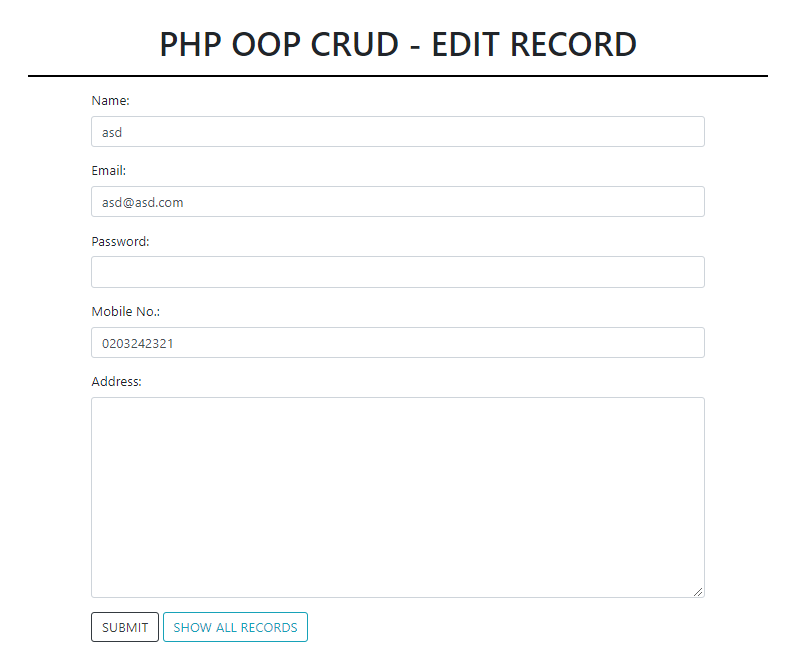 PHP OOP CRUD - EDIT RECORD
Name:
asd
Email:
asd@asd.com
Password:
Mobile No.:
0203242321
Address:
SUBMIT SHOW ALL RECORDS